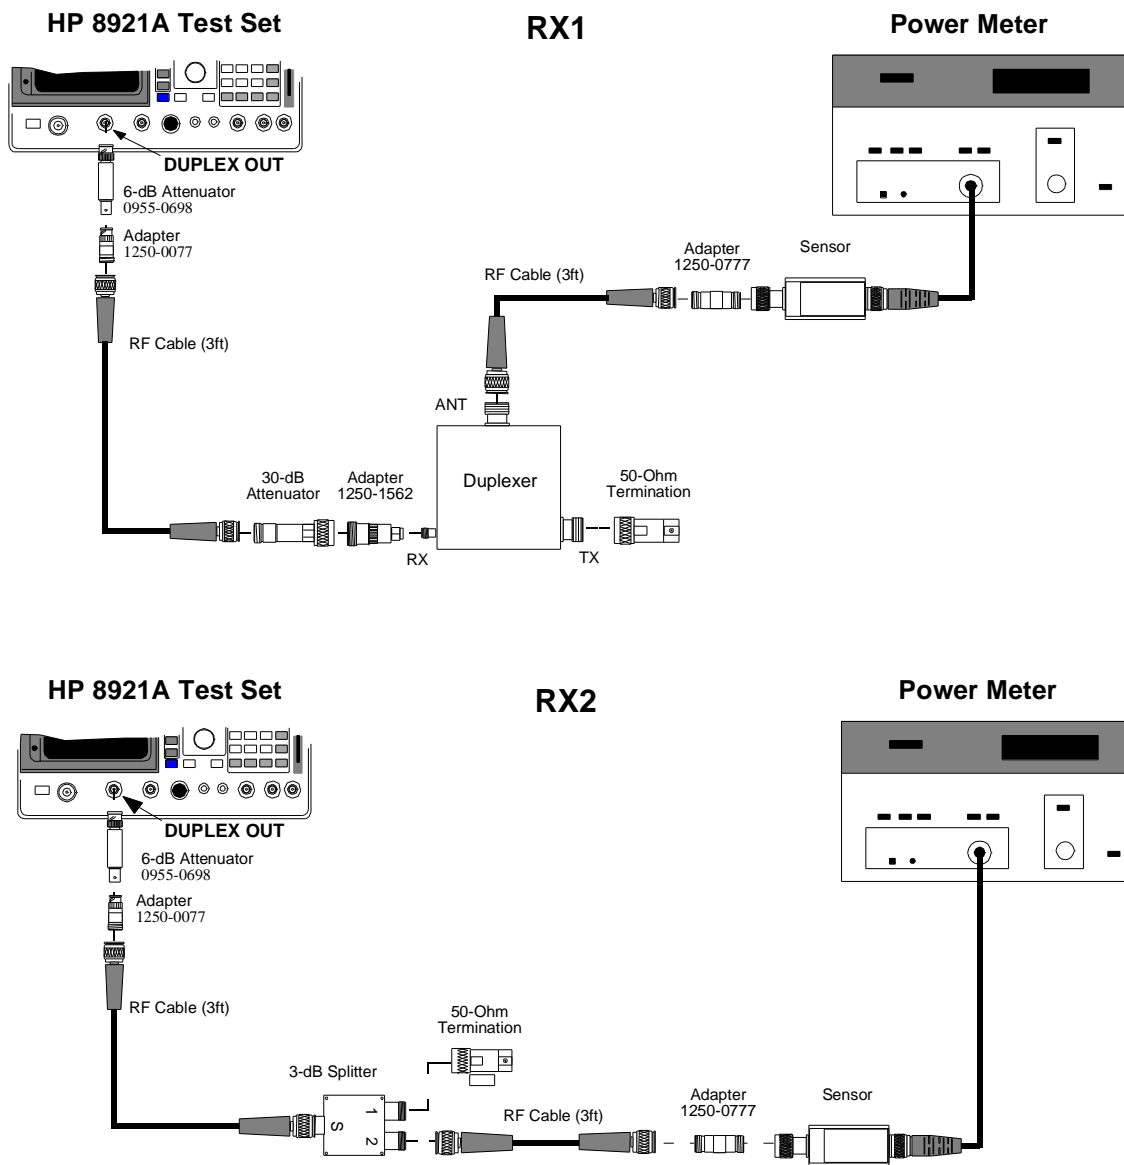 HP 8921A Test Set
RX1
Power Meter
DUPLEX OUT
6-dB Attenuator
0955-0698
Adapter
1250-0077
RF Cable (3ft)
Adapter
1250-0777
Sensor
RF Cable (3ft)
ANT
30-dB
Attenuator
Adapter
1250-1562
Duplexer
50-Ohm
Termination
RX
TX
HP 8921A Test Set
RX2
Power Meter
DUPLEX OUT
6-dB Attenuator
0955-0698
Adapter
1250-0077
RF Cable (3ft)
50-Ohm
Termination
3-dB Splitter
S
1
2
RF Cable (3ft)
Adapter
1250-0777
Sensor